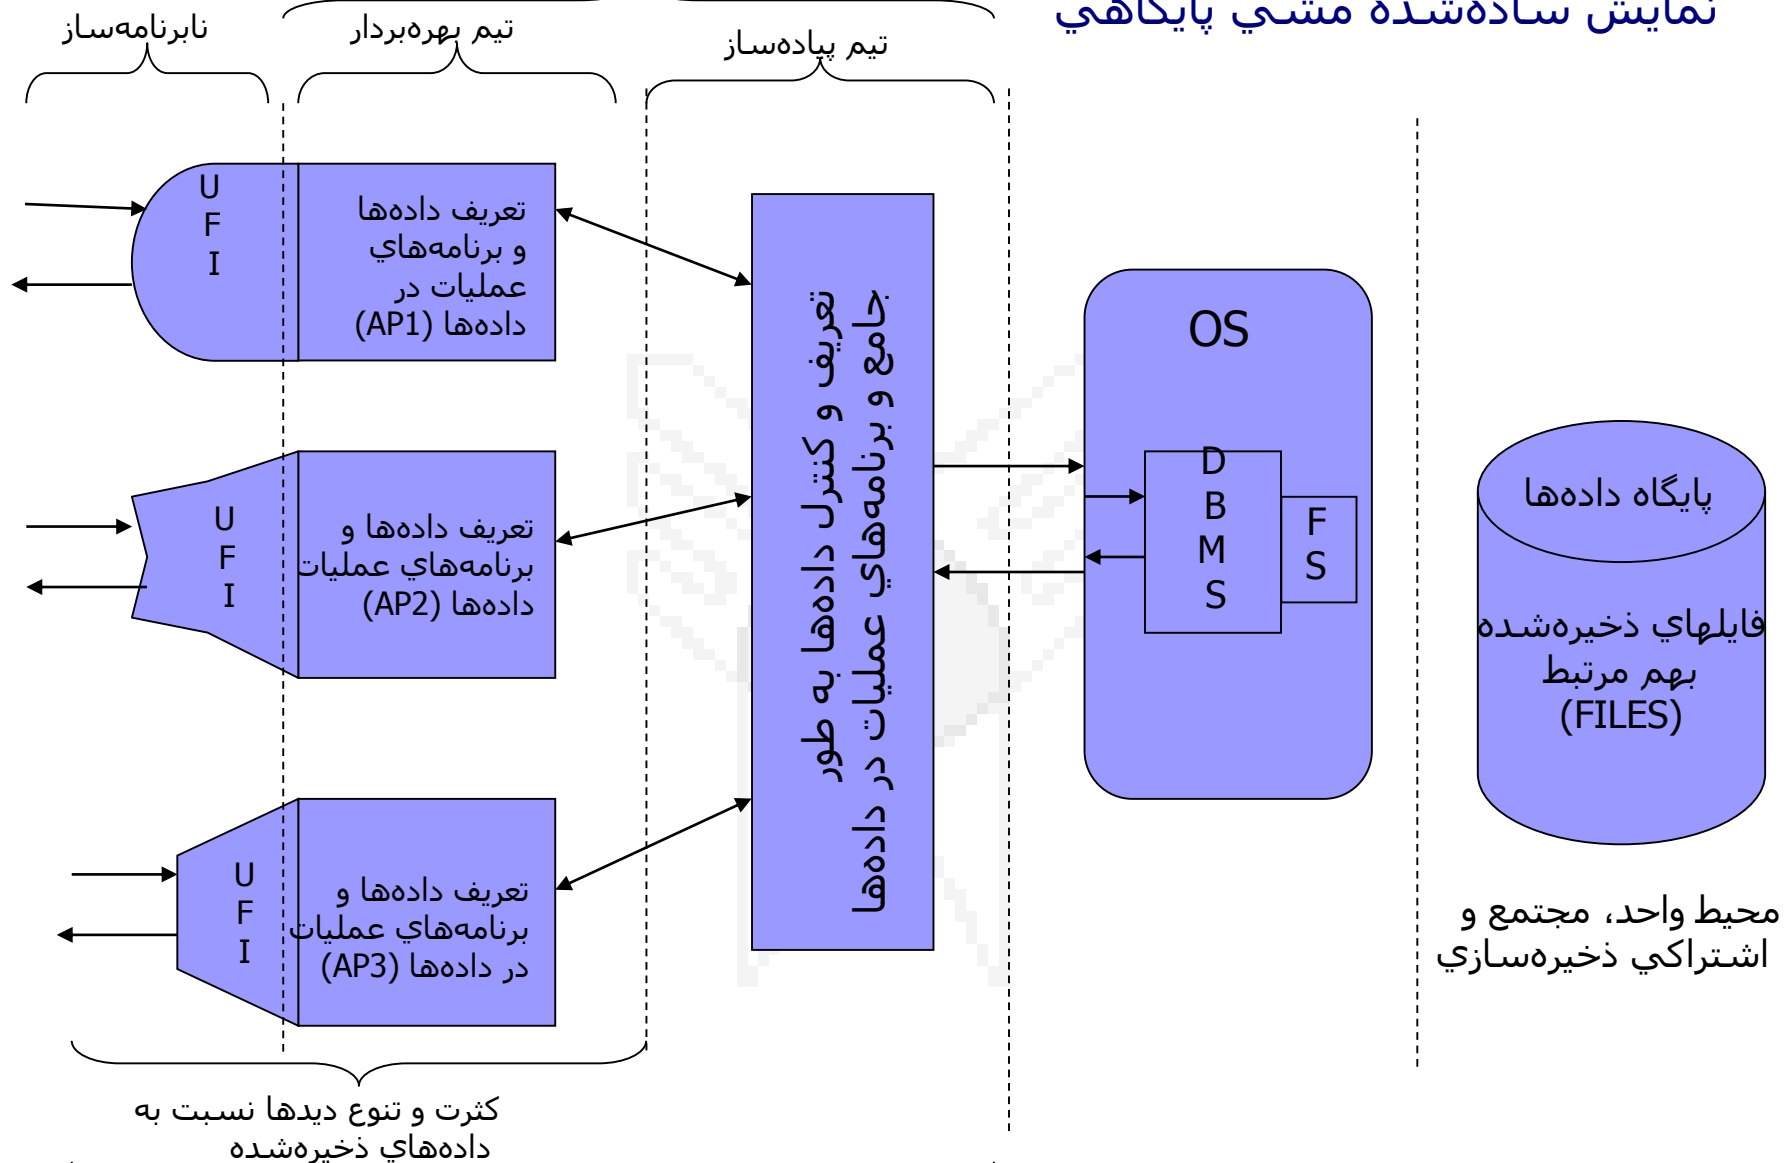 نمايش ساده‌شده مشي پايگاهي
نابرنامه‌ساز
تيم بهره‌بردار
تيم پياده‌ساز
U
F
I
تعريف داده‌ها
و برنامه‌هاي
عمليات در
داده‌ها (AP1)
U
F
I
تعريف داده‌ها و
برنامه‌هاي عمليات
داده‌ها (AP2)
U
F
I
تعريف داده‌ها و
برنامه‌هاي عمليات
در داده‌ها (AP3)
تعريف و کنترل داده‌ها به طور
جامع و برنامه‌هاي عمليات در داده‌ها
OS
D
B
M
S
F
S
پايگاه داده‌ها
فايلهاي ذخيره‌شده
بهم مرتبط
(FILES)
محيط واحد، مجتمع و
اشتراکي ذخيره‌سازي
کثرت و تنوع ديدها نسبت به
داده‌هاي ذخيره‌شده